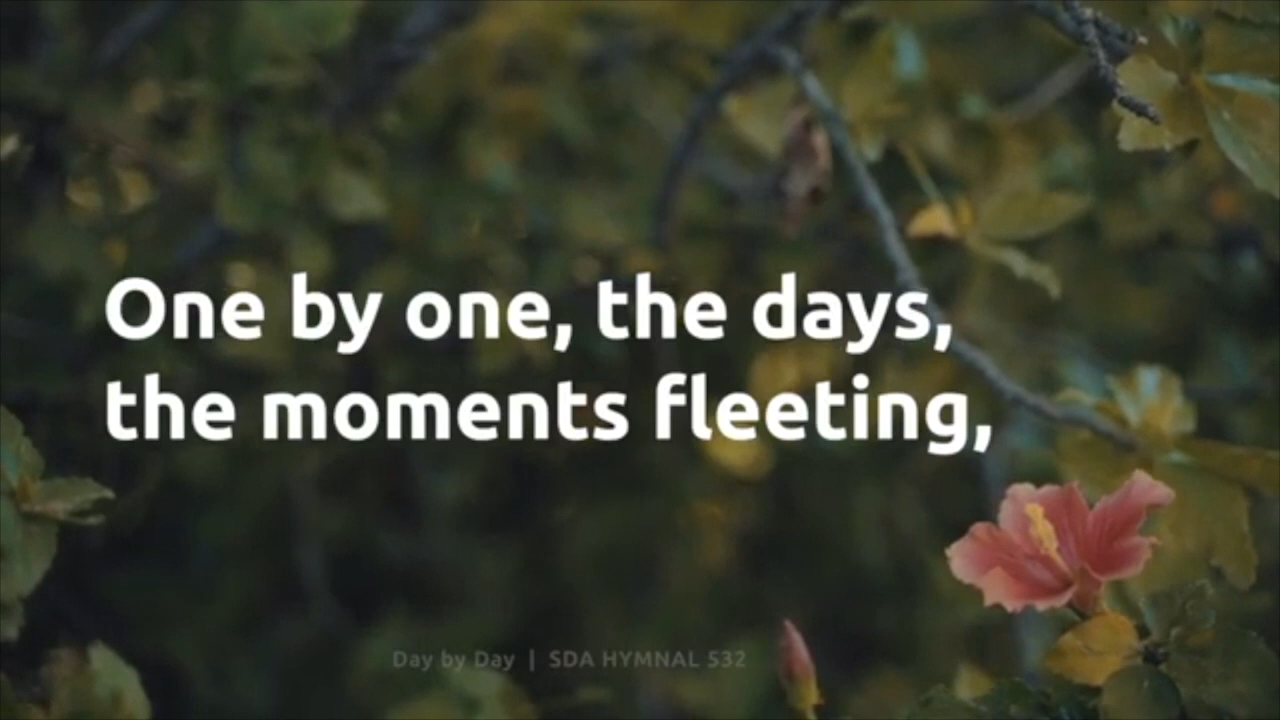 One by one, the days,
the moments fleeting,
Day by Day | SDA HYMNAL 532